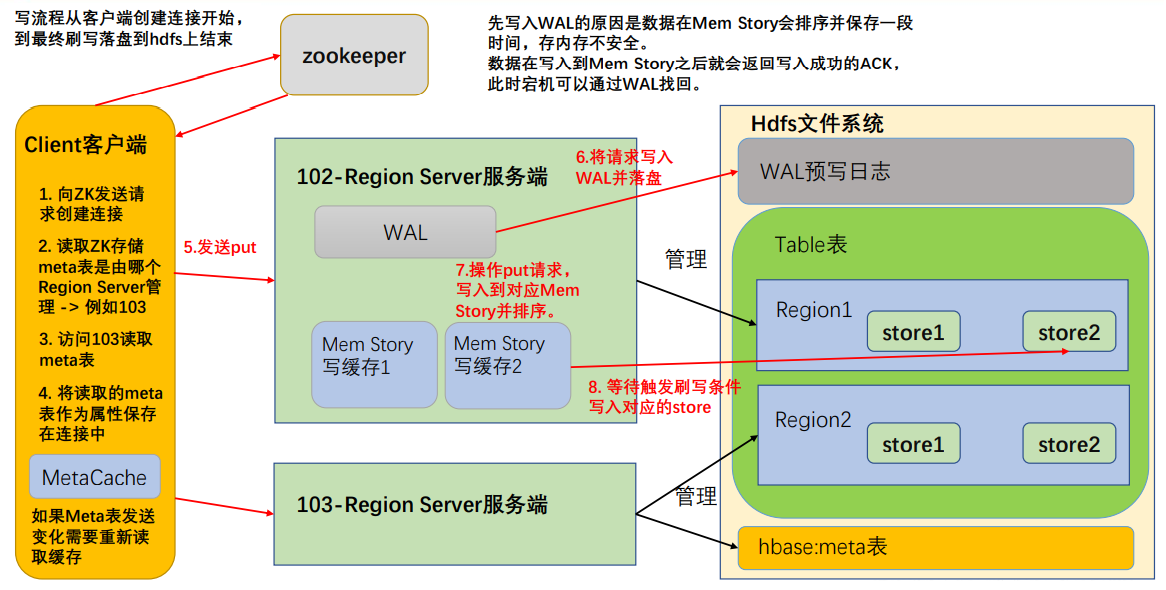 写流程从客户端创建连接开始，
到最终刷写落盘到hdfs上结束
zookeeper
先写入WAL的原因是数据在Mem Story会排序并保存一段
时间，存内存不安全。
数据在写入到Mem Story之后就会返回写入成功的ACK，
此时宕机可以通过WAL找回。
Client客户端
1. 向ZK发送请
求创建连接
2. 读取ZK存储
meta表是由哪个
Region Server管
理 -> 例如103
3. 访问103读取
meta表
4. 将读取的meta
表作为属性保存
在连接中
MetaCache
如果Meta表发送
变化需要重新读
取缓存
5.发送put
102-Region Server服务端
WAL
6.将请求写入
WAL并落盘
7.操作put请求，
写入到对应Mem
Story并排序。
Mem Story
写缓存1
Mem Story
写缓存2
8. 等待触发刷写条件
写入对应的store
103-Region Server服务端
管理
管理
Hdfs文件系统
WAL预写日志
Table表
Region1
store1
store2
Region2
store1
store2
hbase:meta表